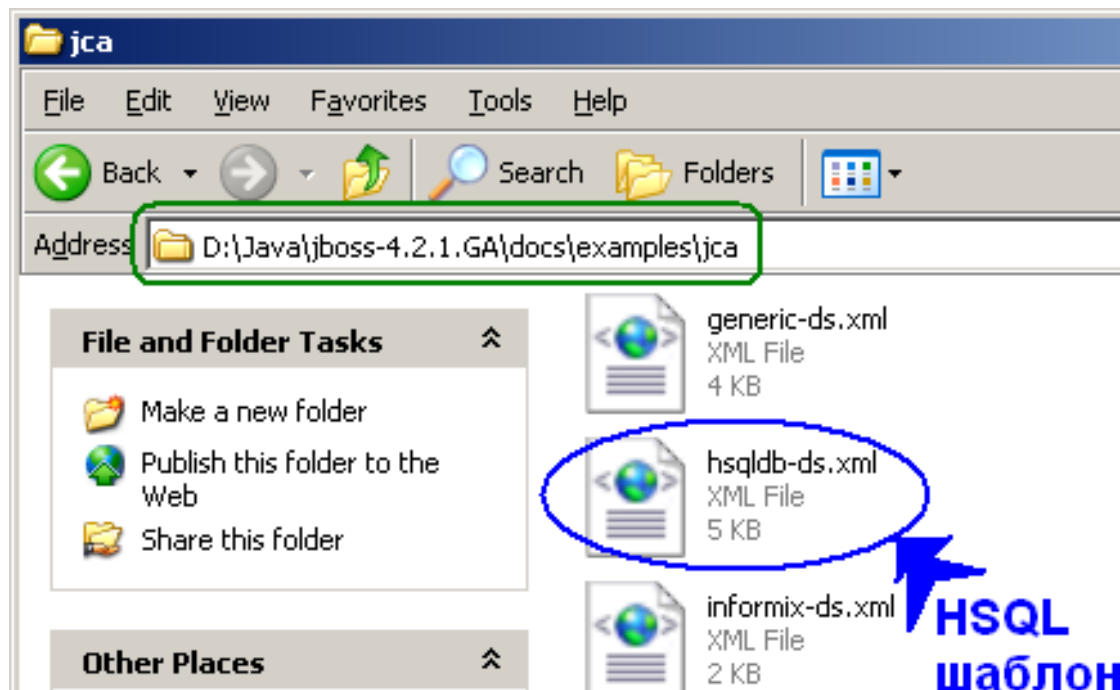 jca
File Edit View Favorites Tools Help
Back Search Folders
Address D:\Java\jboss-4.2.1.GA\docs\examples\jca
File and Folder Tasks
Make a new folder
Publish this folder to the
Web
Share this folder
Other Places
generic-ds.xml
XML File
4 KB
hsqldb-ds.xml
XML File
5 KB
informix-ds.xml
XML File
2 KB
HSQL
шаблон